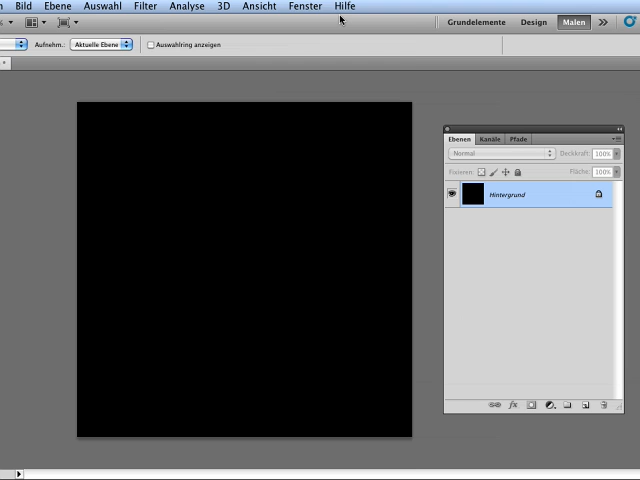 Bild Ebene Auswahl Filter Analyse 3D Ansicht Fenster Hilfe
Grundelemente Design Malen
Aufnehm.: Aktuelle Ebene Auswahlring anzeigen
Ebenen Kanäle Pfade
Normal Deckkraft: 100%
Fixieren: Fläche: 100%
Hintergrund
fx